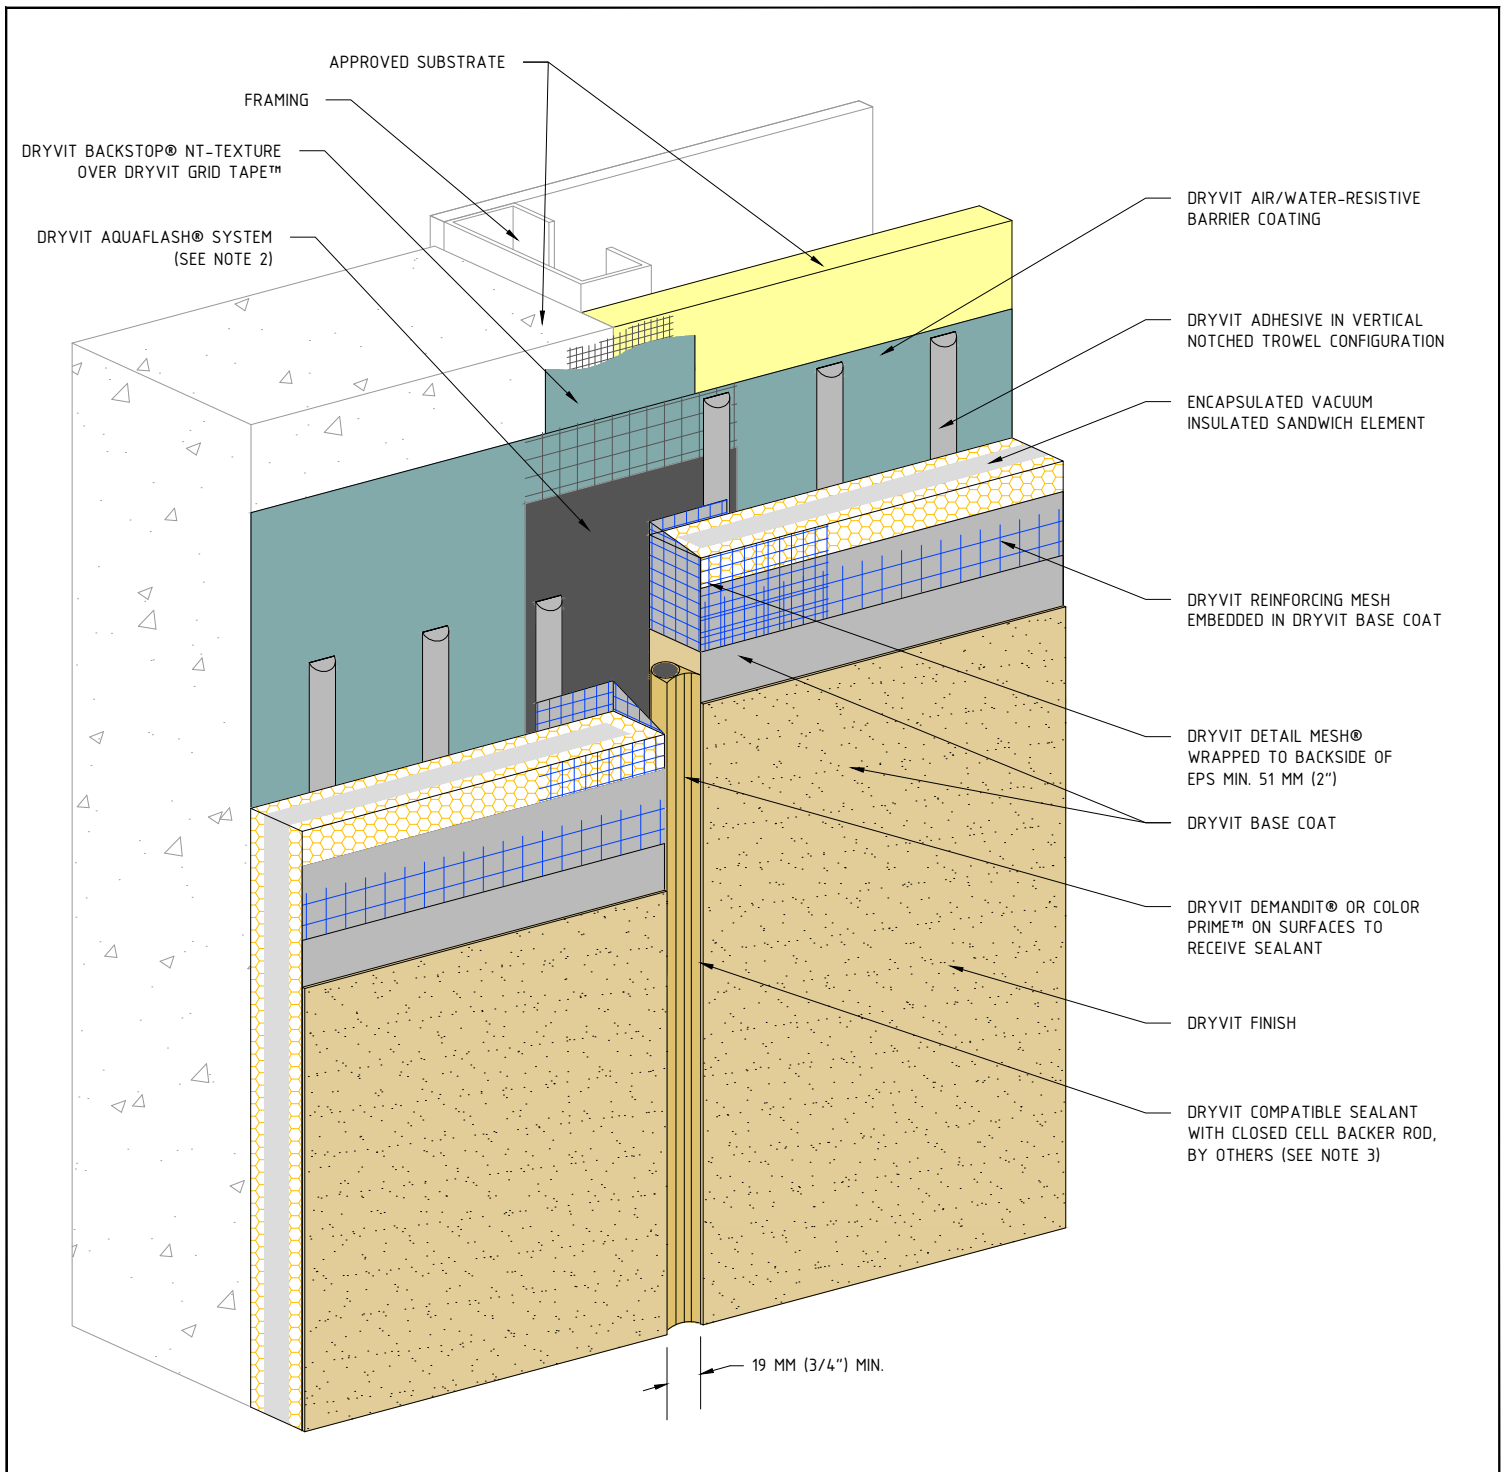 APPROVED SUBSTRATE
FRAMING
DRYVIT BACKSTOP® NT-TEXTURE
OVER DRYVIT GRID TAPE™
DRYVIT AQUAFLASH® SYSTEM
(SEE NOTE 2)
DRYVIT AIR/WATER-RESISTIVE
BARRIER COATING
DRYVIT ADHESIVE IN VERTICAL
NOTCHED TROWEL CONFIGURATION
ENCAPSULATED VACUUM
INSULATED SANDWICH ELEMENT
DRYVIT REINFORCING MESH
EMBEDDED IN DRYVIT BASE COAT
DRYVIT DETAIL MESH®
WRAPPED TO BACKSIDE OF
EPS MIN. 51 MM (2")
DRYVIT BASE COAT
DRYVIT DEMANDIT® OR COLOR
PRIME™ ON SURFACES TO
RECEIVE SEALANT
DRYVIT FINISH
DRYVIT COMPATIBLE SEALANT
WITH CLOSED CELL BACKER ROD,
BY OTHERS (SEE NOTE 3)
19 MM (3/4") MIN.